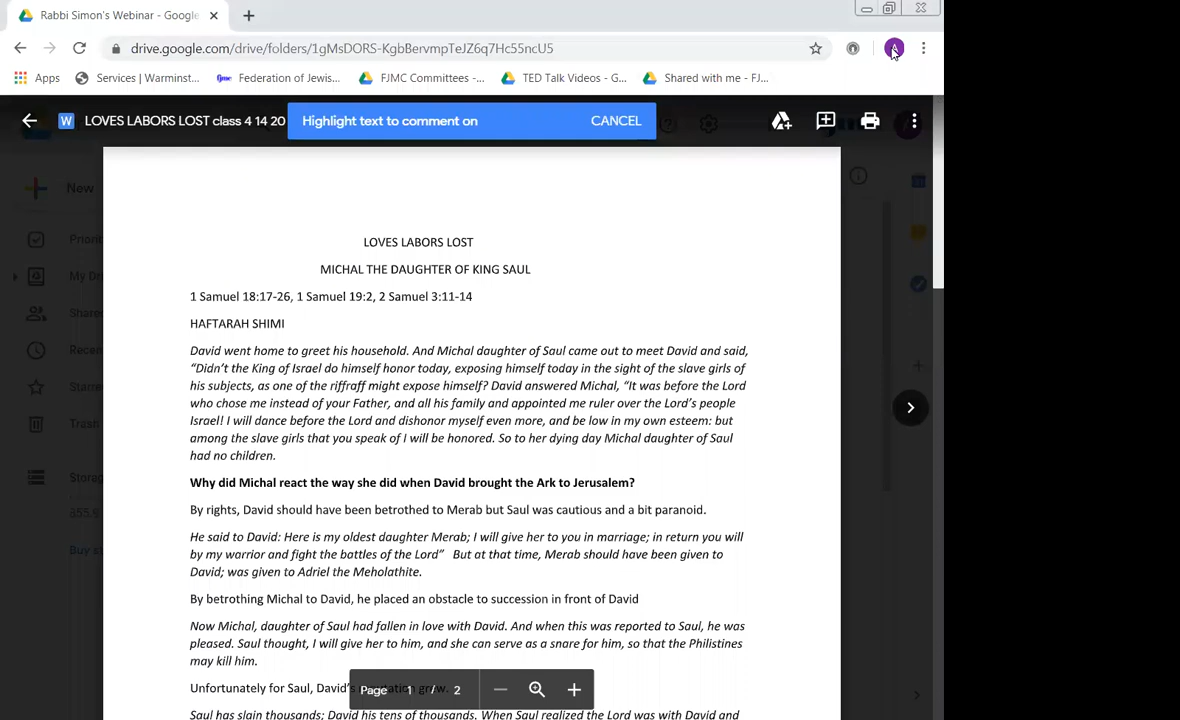 Rabbi Simon's Webinar - Google
drive.google.com/drive/folders/1gMsDORS-KgbBervmpTeJZ6q7Hc55ncU5
A
Apps Services | Warminst... Federation of Jewis... FJMC Committees -... TED Talk Videos - G... Shared with me - FJ...
W LOVES LABORS LOST class 4 14 20 Highlight text to comment on CANCEL
New
LOVES LABORS LOST
MICHAL THE DAUGHTER OF KING SAUL
1 Samuel 18:17-26, 1 Samuel 19:2, 2 Samuel 3:11-14
HAFTARAH SHIMI
David went home to greet his household. And Michal daughter of Saul came out to meet David and said,
“Didn't the King of Israel do himself honor today, exposing himself today in the sight of the slave girls of
his subjects, as one of the riffraff might expose himself? David answered Michal, “It was before the Lord
who chose me instead of your Father, and all his family and appointed me ruler over the Lord's people
Israel! I will dance before the Lord and dishonor myself even more, and be low in my own esteem: but
among the slave girls that you speak of I will be honored. So to her dying day Michal daughter of Saul
had no children.
Why did Michal react the way she did when David brought the Ark to Jerusalem?
By rights, David should have been betrothed to Merab but Saul was cautious and a bit paranoid.
He said to David: Here is my oldest daughter Merab; I will give her to you in marriage; in return you will
by my warrior and fight the battles of the Lord” But at that time, Merab should have been given to
David; was given to Adriel the Meholathite.
By betrothing Michal to David, he placed an obstacle to succession in front of David
Now Michal, daughter of Saul had fallen in love with David. And when this was reported to Saul, he was
pleased. Saul thought, I will give her to him, and she can serve as a snare for him, so that the Philistines
may kill him.
Unfortunately for Saul, David's reputation grew.
Saul has slain thousands; David his tens of thousands. When Saul realized the Lord was with David and
Page 1 / 2
Priorit
My Dr
Share
Recen
Starre
Trash
Storag
Buy st